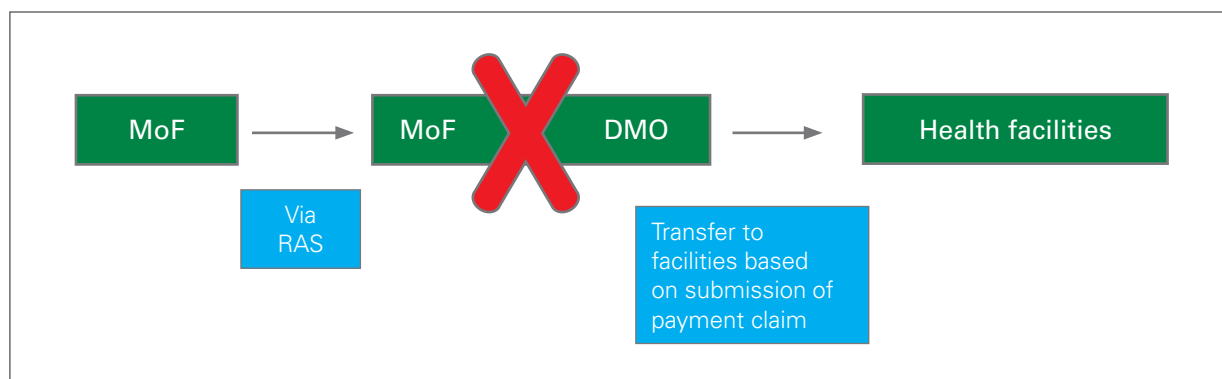 MoF
MoF
DMO
Health facilities
Via
RAS
Transfer to
facilities based
on submission of
payment claim